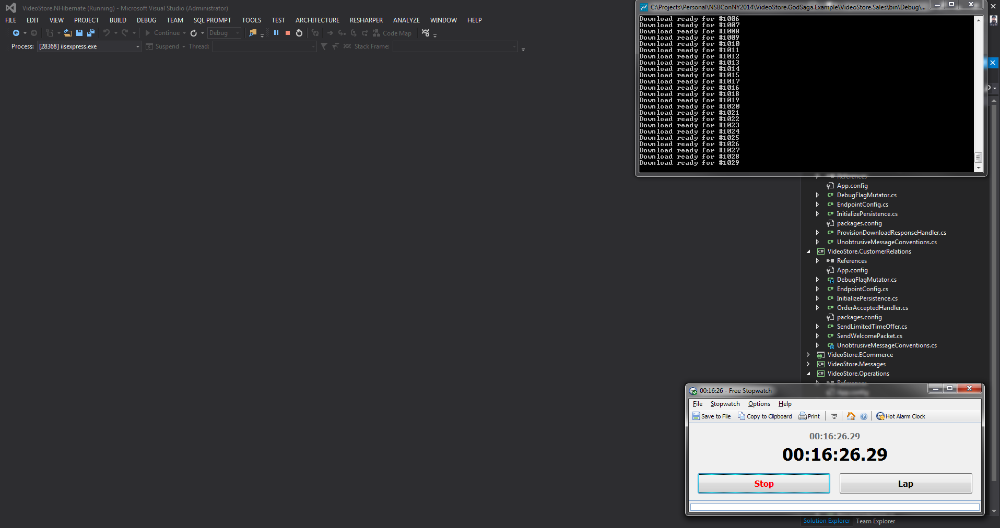 VideoStore.NHibernate (Running) - Microsoft Visual Studio (Administrator)
FILE EDIT VIEW PROJECT BUILD DEBUG TEAM SQL PROMPT TOOLS TEST ARCHITECTURE RESHARPER ANALYZE WINDOW HELP
Continue Debug Code Map
Process: [28368] iisexpress.exe Suspend Thread: Stack Frame:
C:\Projects\Personal\NSBConNY2014\VideoStore.GodSaga.Example\VideoStore.Sales\bin\Debug\...
Download ready for #1006
Download ready for #1007
Download ready for #1008
Download ready for #1009
Download ready for #1010
Download ready for #1011
Download ready for #1012
Download ready for #1013
Download ready for #1014
Download ready for #1015
Download ready for #1017
Download ready for #1016
Download ready for #1018
Download ready for #1019
Download ready for #1020
Download ready for #1021
Download ready for #1022
Download ready for #1023
Download ready for #1024
Download ready for #1025
Download ready for #1026
Download ready for #1027
Download ready for #1028
Download ready for #1029
References
App.config
C# DebugFlagMutator.cs
C# EndpointConfig.cs
C# InitializePersistence.cs
packages.config
C# ProvisionDownloadResponseHandler.cs
C# UnobtrusiveMessageConventions.cs
C# VideoStore.CustomerRelations
References
App.config
C# DebugFlagMutator.cs
C# EndpointConfig.cs
C# InitializePersistence.cs
C# OrderAcceptedHandler.cs
packages.config
C# SendLimitedTimeOffer.cs
C# SendWelcomePacket.cs
C# UnobtrusiveMessageConventions.cs
VideoStore.ECommerce
C# VideoStore.Messages
C# VideoStore.Operations
References
App.config
00:16:26 - Free Stopwatch
File Stopwatch Options Help
Save to File Copy to Clipboard Print Hot Alarm Clock
00:16:26.29
00:16:26.29
Stop Lap
Solution Explorer Team Explorer